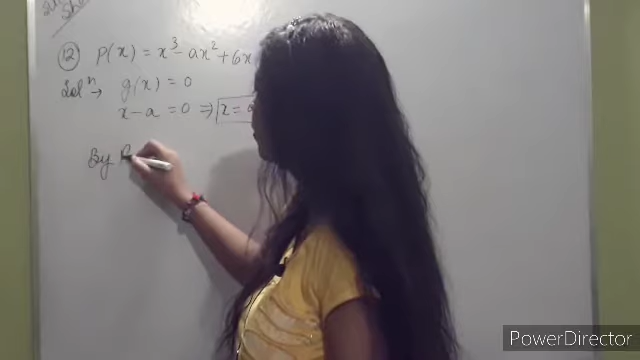 (12) P(x) = x³ - ax² + 6x
Solⁿ → g(x) = 0
x - a = 0 ⇒ x = a
By
PowerDirector